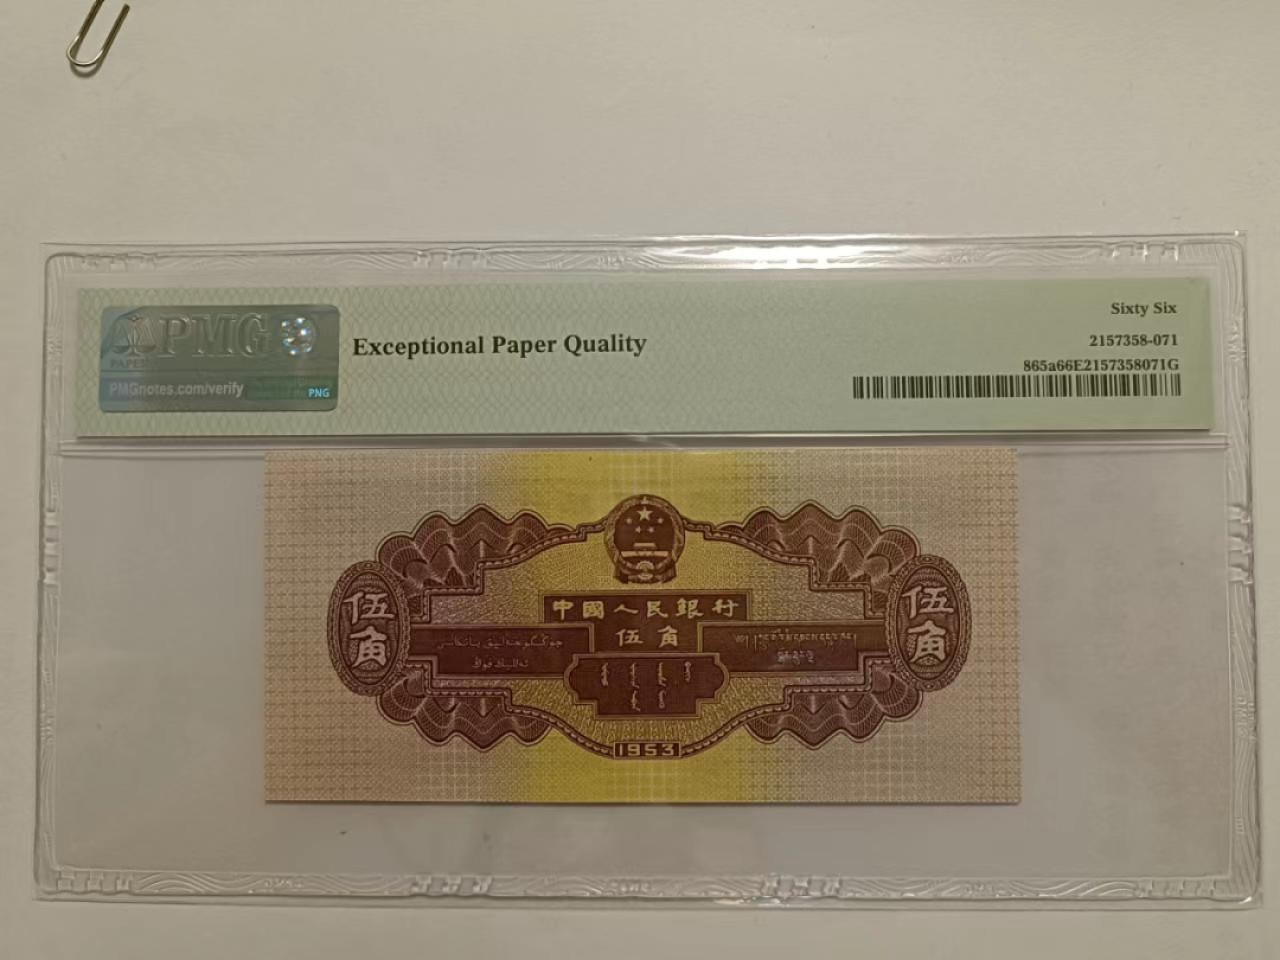 Sixty Six
PMG
Exceptional Paper Quality
2157358-071
865a66E2157358071G
PMGnotes.com/verify
PNG
中國人民銀行
伍角
伍角
伍角
1953